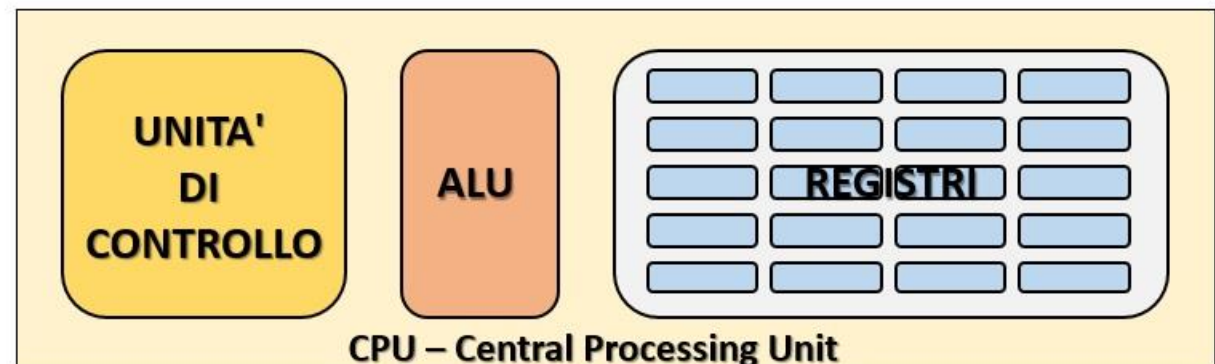 UNITA'
DI
CONTROLLO
ALU
REGISTRI
CPU – Central Processing Unit